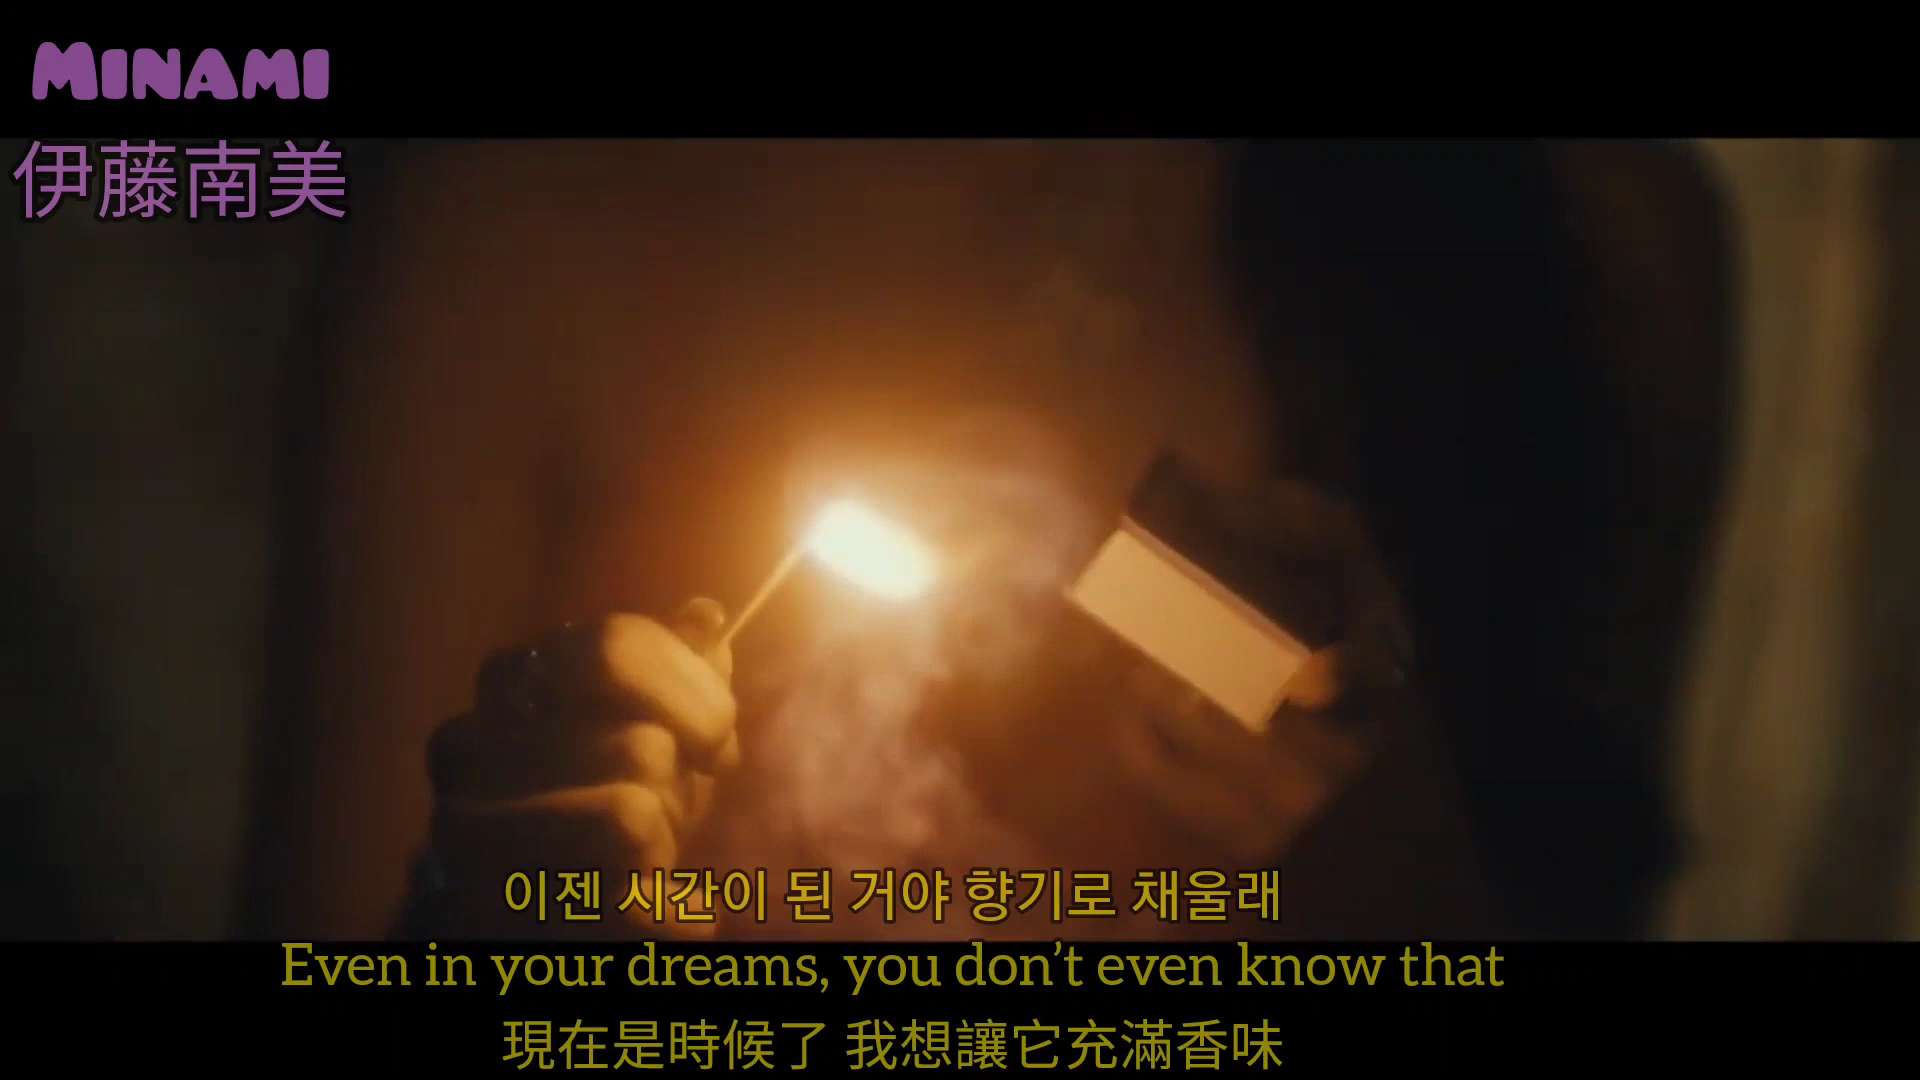 MINAMI
伊藤南美
이젠 시간이 된 거야 향기로 채울래
Even in your dreams, you don't even know that
現在是時候了 我想讓它充滿香味